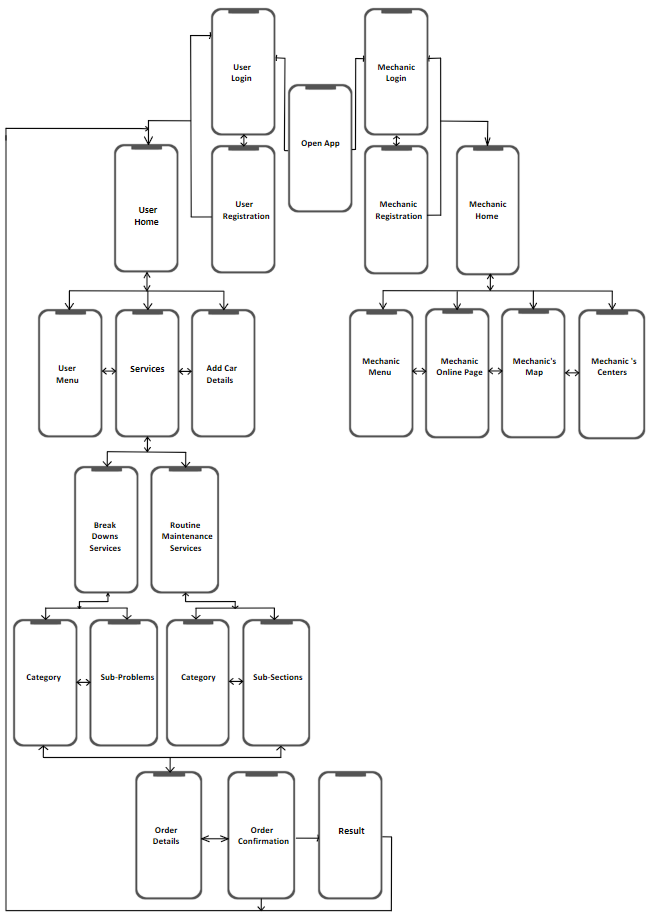 User
Login
Mechanic
Login
Open App
User
Registration
Mechanic
Registration
User
Home
Mechanic
Home
User
Menu
Services
Add Car
Details
Mechanic
Menu
Mechanic
Online Page
Mechanic's
Map
Mechanic 's
Centers
Break
Downs
Services
Routine
Maintenance
Services
Category
Sub-Problems
Category
Sub-Sections
Order
Details
Order
Confirmation
Result